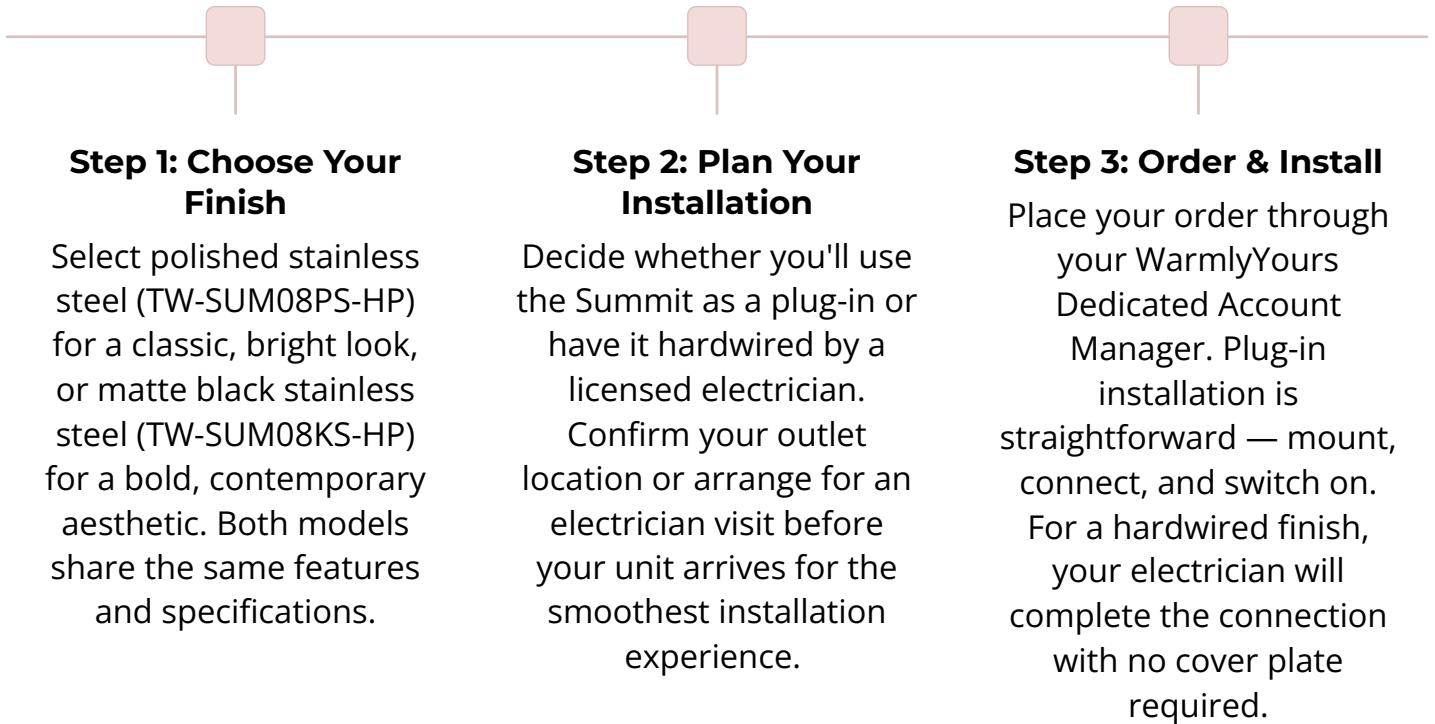 Step 1: Choose Your
Finish
Select polished stainless
steel (TW-SUM08PS-HP)
for a classic, bright look,
or matte black stainless
steel (TW-SUM08KS-HP)
for a bold, contemporary
aesthetic. Both models
share the same features
and specifications.
Step 2: Plan Your
Installation
Decide whether you'll use
the Summit as a plug-in or
have it hardwired by a
licensed electrician.
Confirm your outlet
location or arrange for an
electrician visit before
your unit arrives for the
smoothest installation
experience.
Step 3: Order & Install
Place your order through
your WarmlyYours
Dedicated Account
Manager. Plug-in
installation is
straightforward — mount,
connect, and switch on.
For a hardwired finish,
your electrician will
complete the connection
with no cover plate
required.